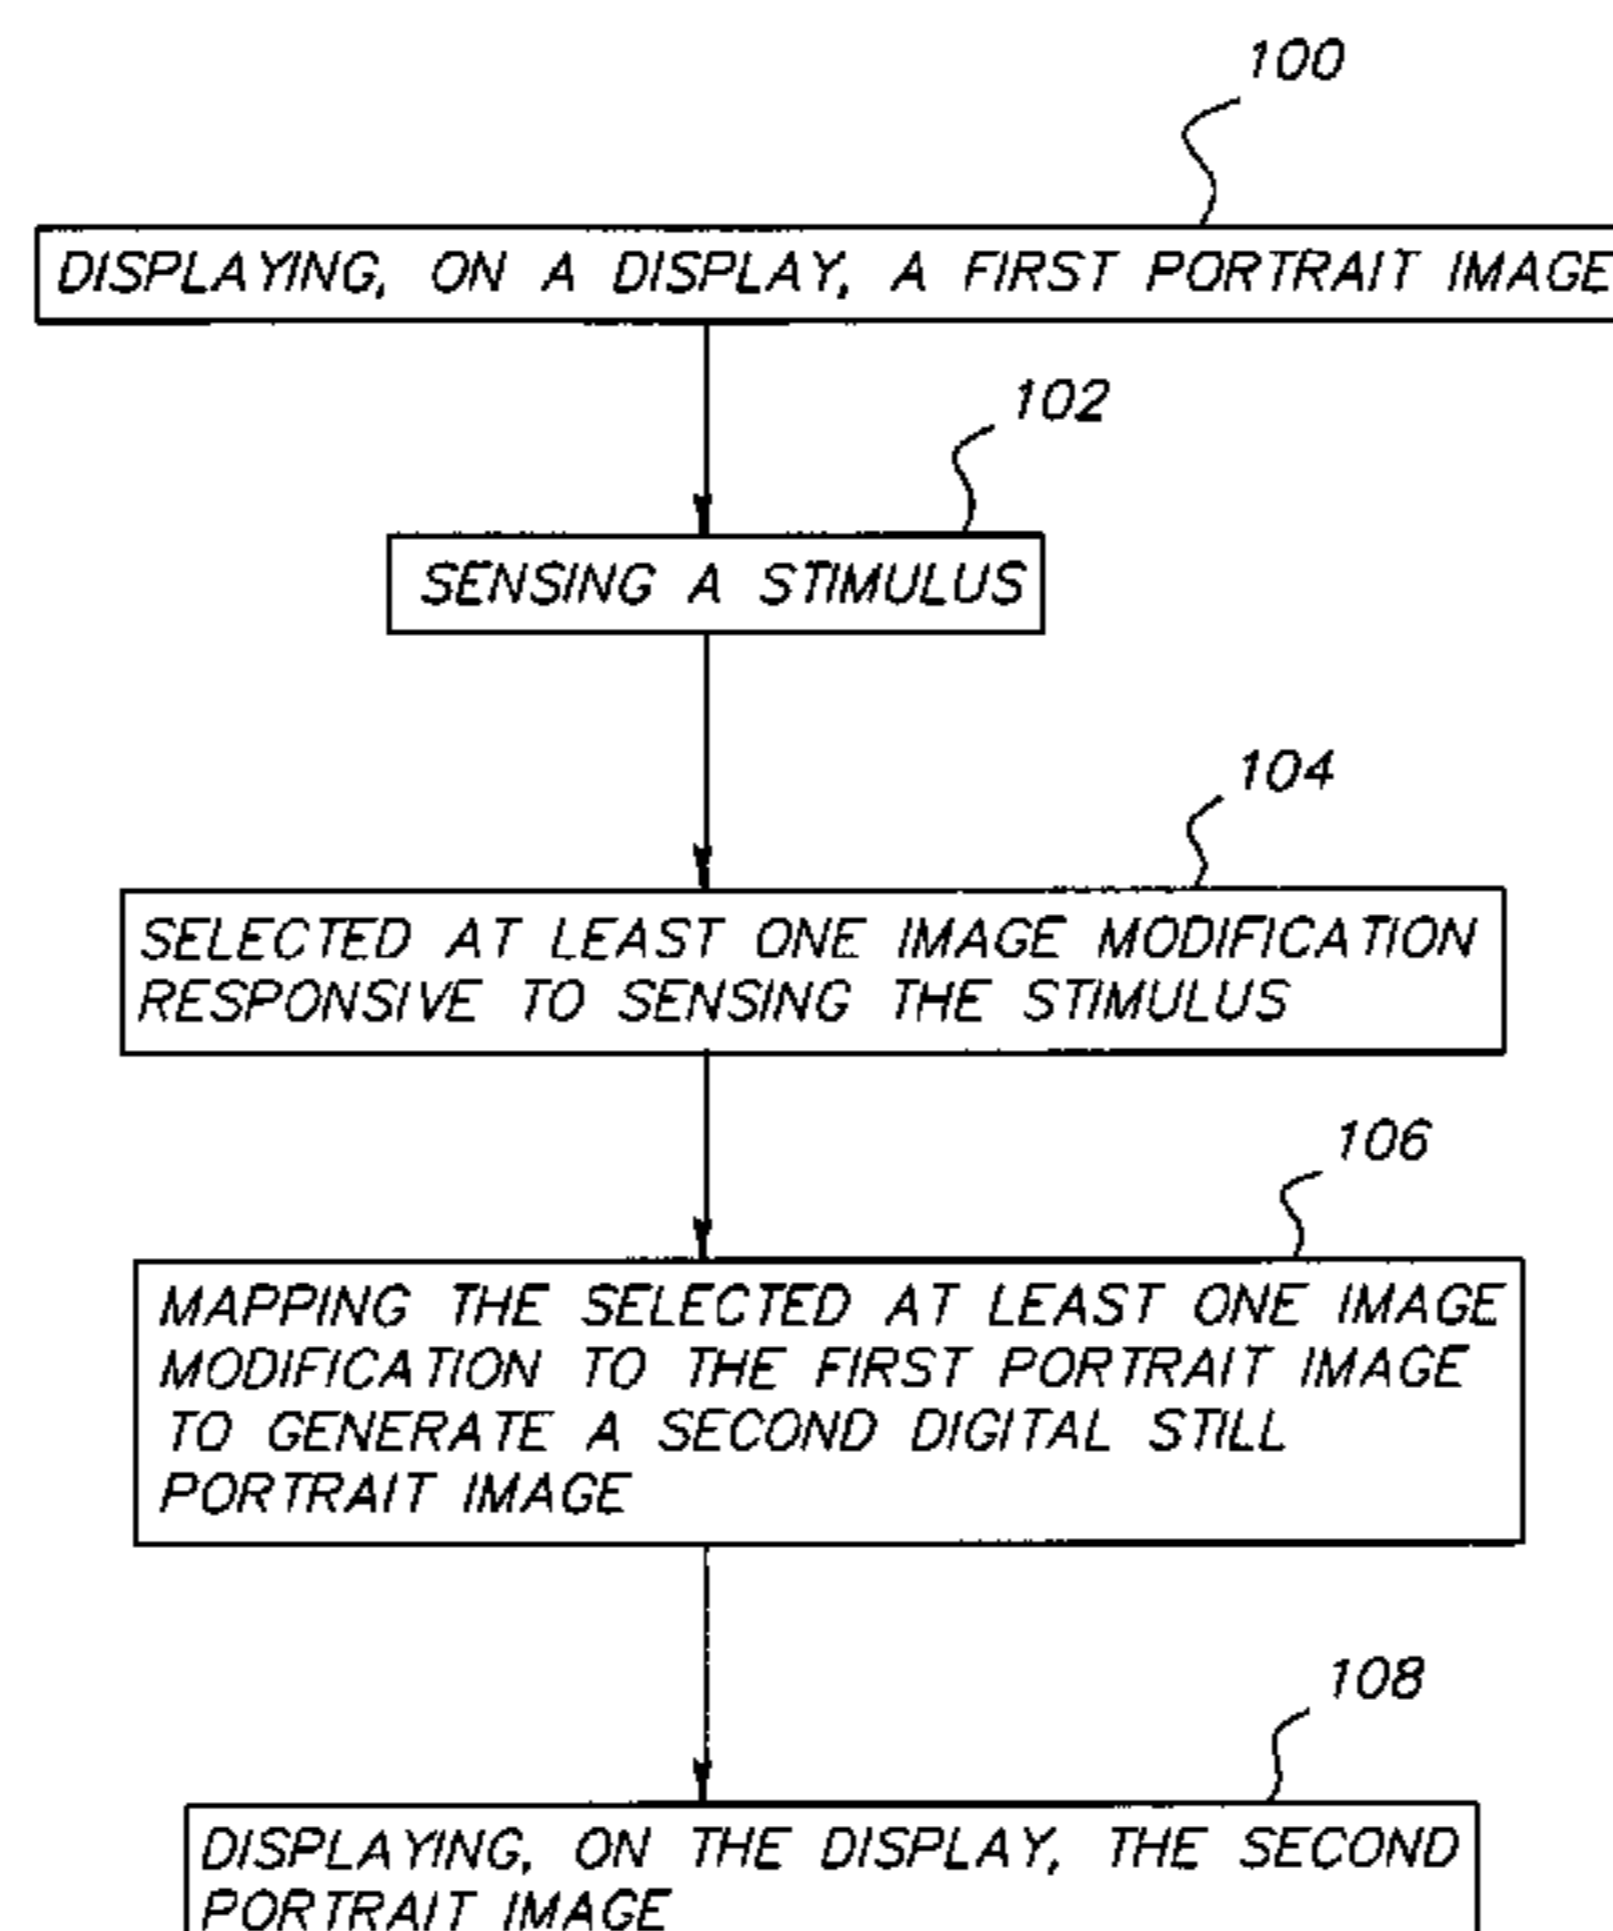 100
DISPLAYING, ON A DISPLAY, A FIRST PORTRAIT IMAGE
102
SENSING A STIMULUS
104
SELECTED AT LEAST ONE IMAGE MODIFICATION
RESPONSIVE TO SENSING THE STIMULUS
106
MAPPING THE SELECTED AT LEAST ONE IMAGE
MODIFICATION TO THE FIRST PORTRAIT IMAGE
TO GENERATE A SECOND DIGITAL STILL
PORTRAIT IMAGE
108
DISPLAYING, ON THE DISPLAY, THE SECOND
PORTRAIT IMAGE